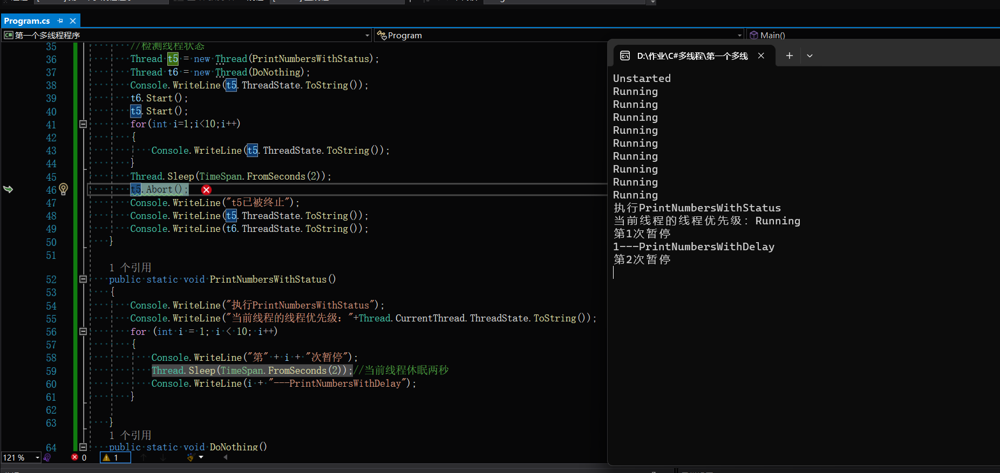 Program.cs
第一个多线程程序
Program
Main()
35 //检测线程状态
36 Thread t5 = new Thread(PrintNumbersWithStatus);
37 Thread t6 = new Thread(DoNothing);
38 Console.WriteLine(t5.ThreadState.ToString());
39 t6.Start();
40 t5.Start();
41 for(int i=1;i<10;i++)
42 {
43 Console.WriteLine(t5.ThreadState.ToString());
44 }
45 Thread.Sleep(TimeSpan.FromSeconds(2));
46 t5.Abort();
47 Console.WriteLine("t5已被终止");
48 Console.WriteLine(t5.ThreadState.ToString());
49 Console.WriteLine(t6.ThreadState.ToString());
50 }
51
1 个引用
52 public static void PrintNumbersWithStatus()
53 {
54 Console.WriteLine("执行PrintNumbersWithStatus");
55 Console.WriteLine("当前线程的线程优先级："+Thread.CurrentThread.ThreadState.ToString());
56 for (int i = 1; i < 10; i++)
57 {
58 Console.WriteLine("第" + i + "次暂停");
59 Thread.Sleep(TimeSpan.FromSeconds(2));//当前线程休眠两秒
60 Console.WriteLine(i + "---PrintNumbersWithDelay");
61 }
62
63 }
1 个引用
64 public static void DoNothing()
121 %
0
1
D:\作业\C#多线程\第一个多线
Unstarted
Running
Running
Running
Running
Running
Running
Running
Running
Running
执行PrintNumbersWithStatus
当前线程的线程优先级：Running
第1次暂停
1---PrintNumbersWithDelay
第2次暂停